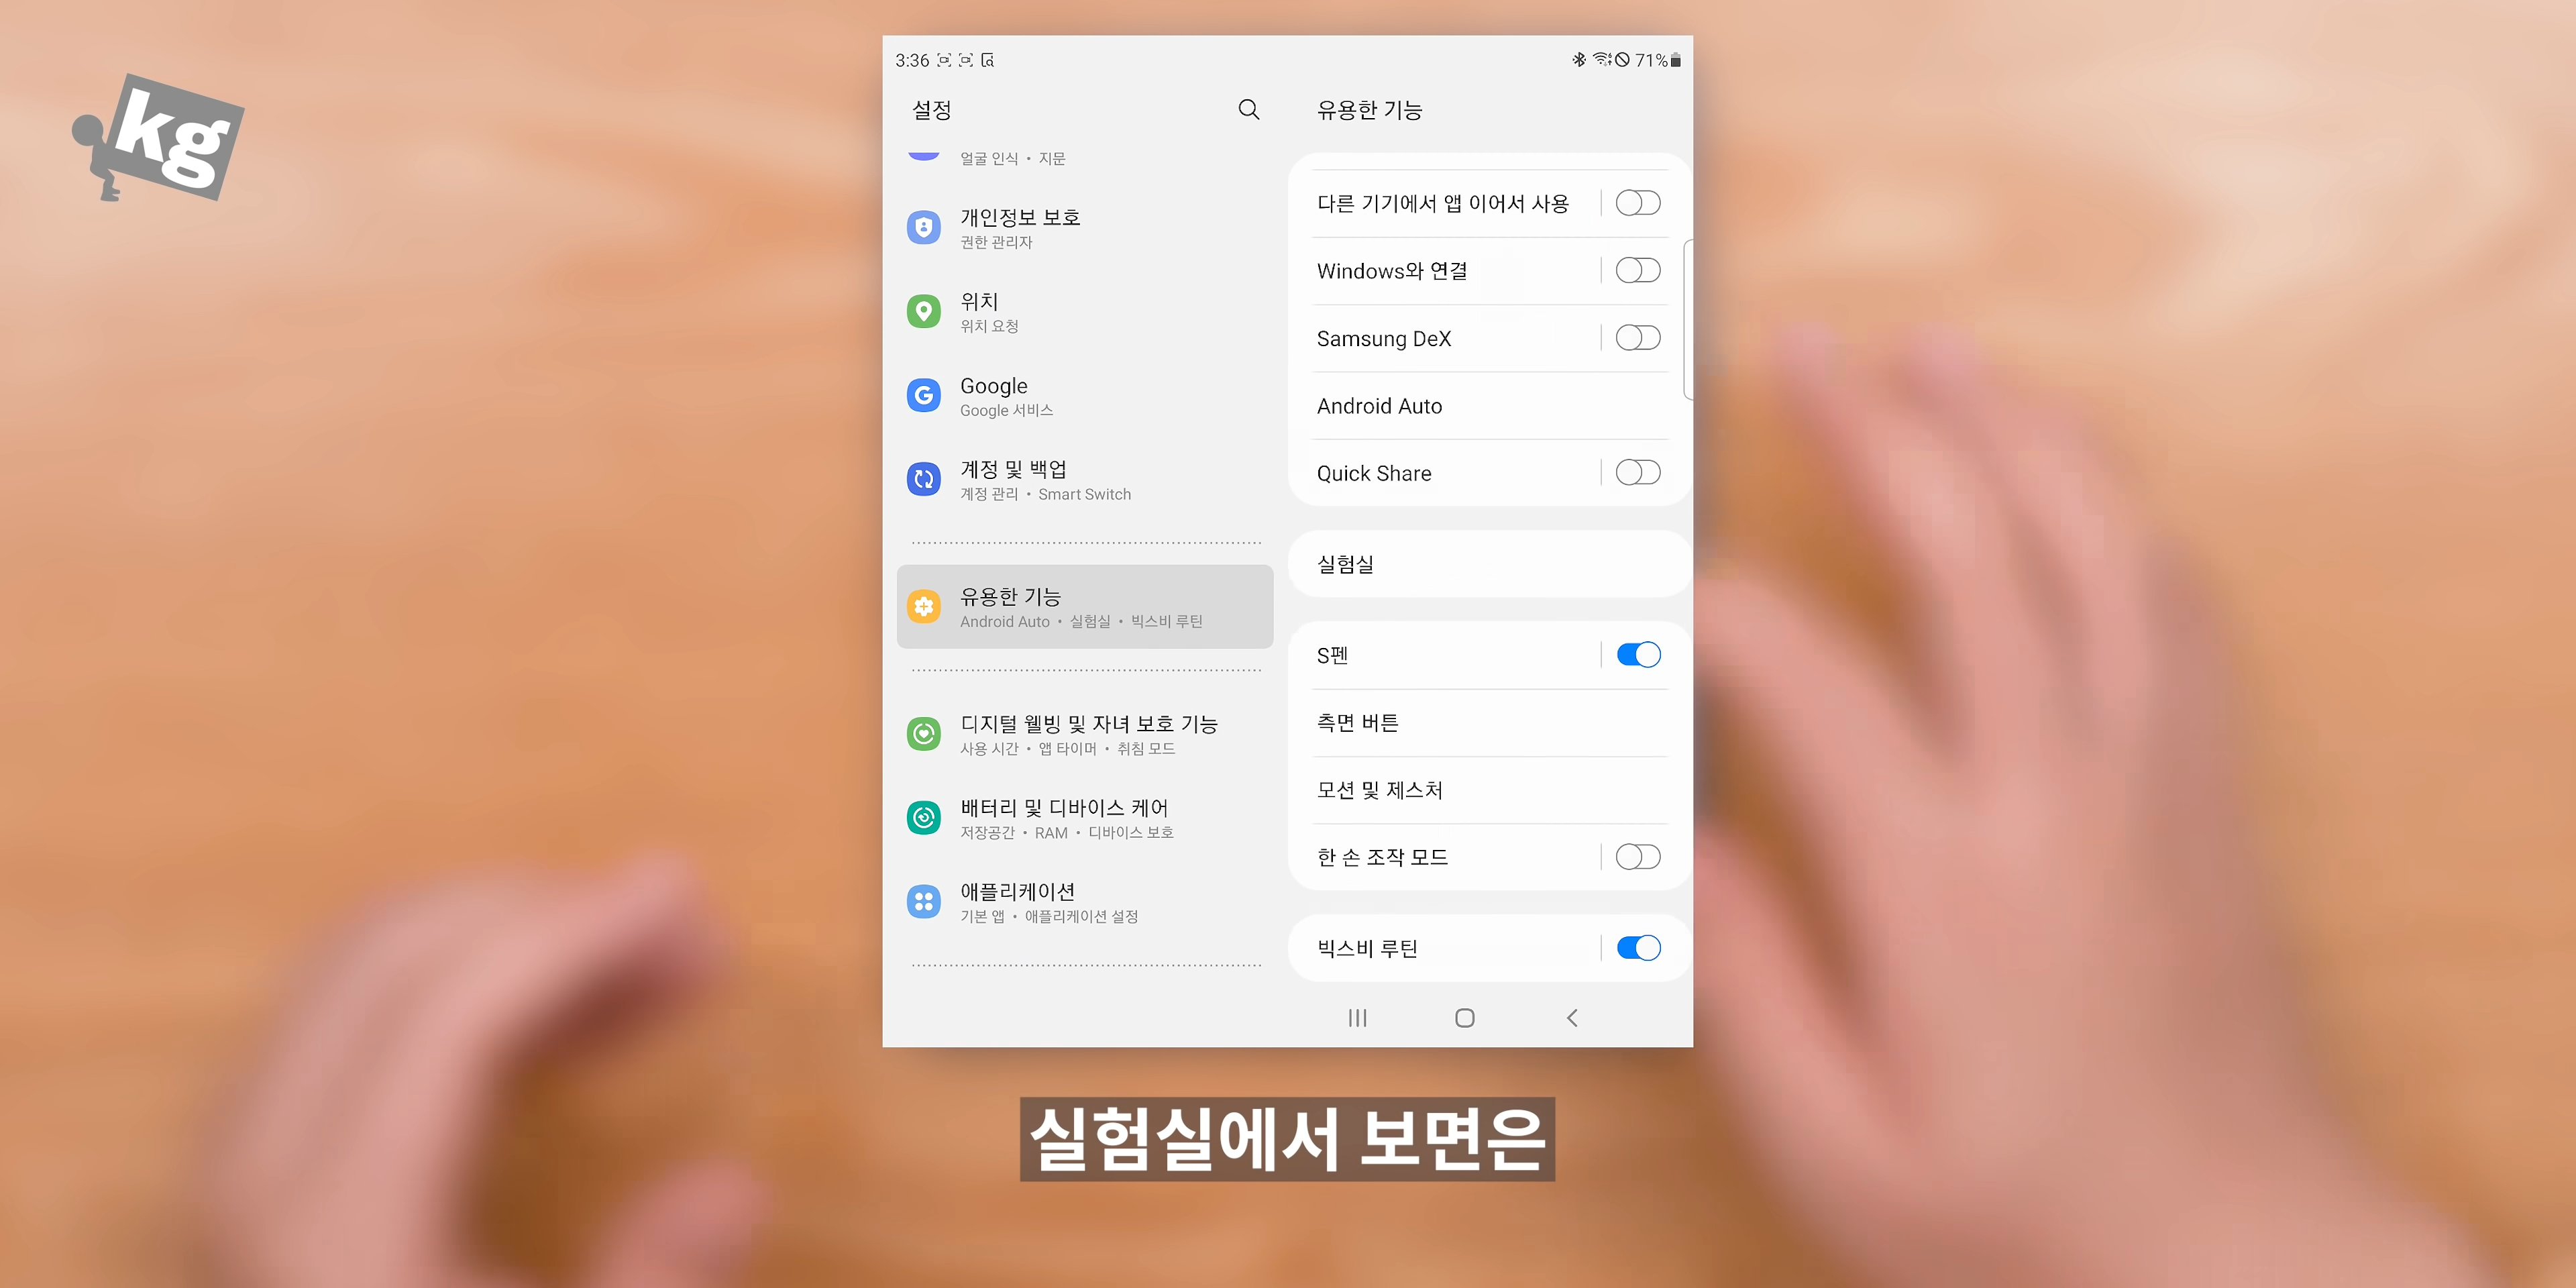 kg
3:36
71%
설정
얼굴 인식 • 지문
개인정보 보호
권한 관리자
위치
위치 요청
Google
Google 서비스
계정 및 백업
계정 관리 • Smart Switch
유용한 기능
Android Auto • 실험실 • 빅스비 루틴
디지털 웰빙 및 자녀 보호 기능
사용 시간 • 앱 타이머 • 취침 모드
배터리 및 디바이스 케어
저장공간 • RAM • 디바이스 보호
애플리케이션
기본 앱 • 애플리케이션 설정
유용한 기능
다른 기기에서 앱 이어서 사용
Windows와 연결
Samsung DeX
Android Auto
Quick Share
실험실
S펜
측면 버튼
모션 및 제스처
한 손 조작 모드
빅스비 루틴
실험실에서 보면은